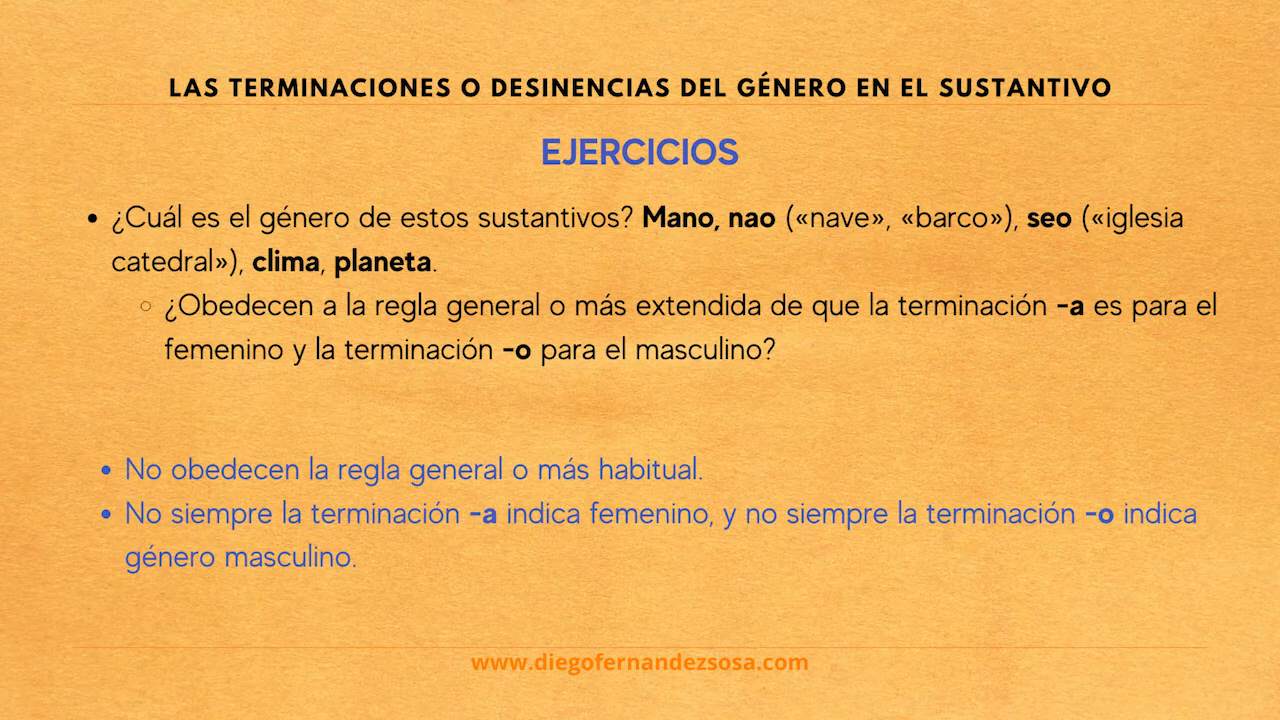 LAS TERMINACIONES O DESINENCIAS DEL GÉNERO EN EL SUSTANTIVO
EJERCICIOS
• ¿Cuál es el género de estos sustantivos? Mano, nao («nave», «barco»), seo («iglesia
catedral»), clima, planeta.
○ ¿Obedecen a la regla general o más extendida de que la terminación -a es para el
femenino y la terminación -o para el masculino?
• No obedecen la regla general o más habitual.
• No siempre la terminación -a indica femenino, y no siempre la terminación -o indica
género masculino.
www.diegofernandezsosa.com